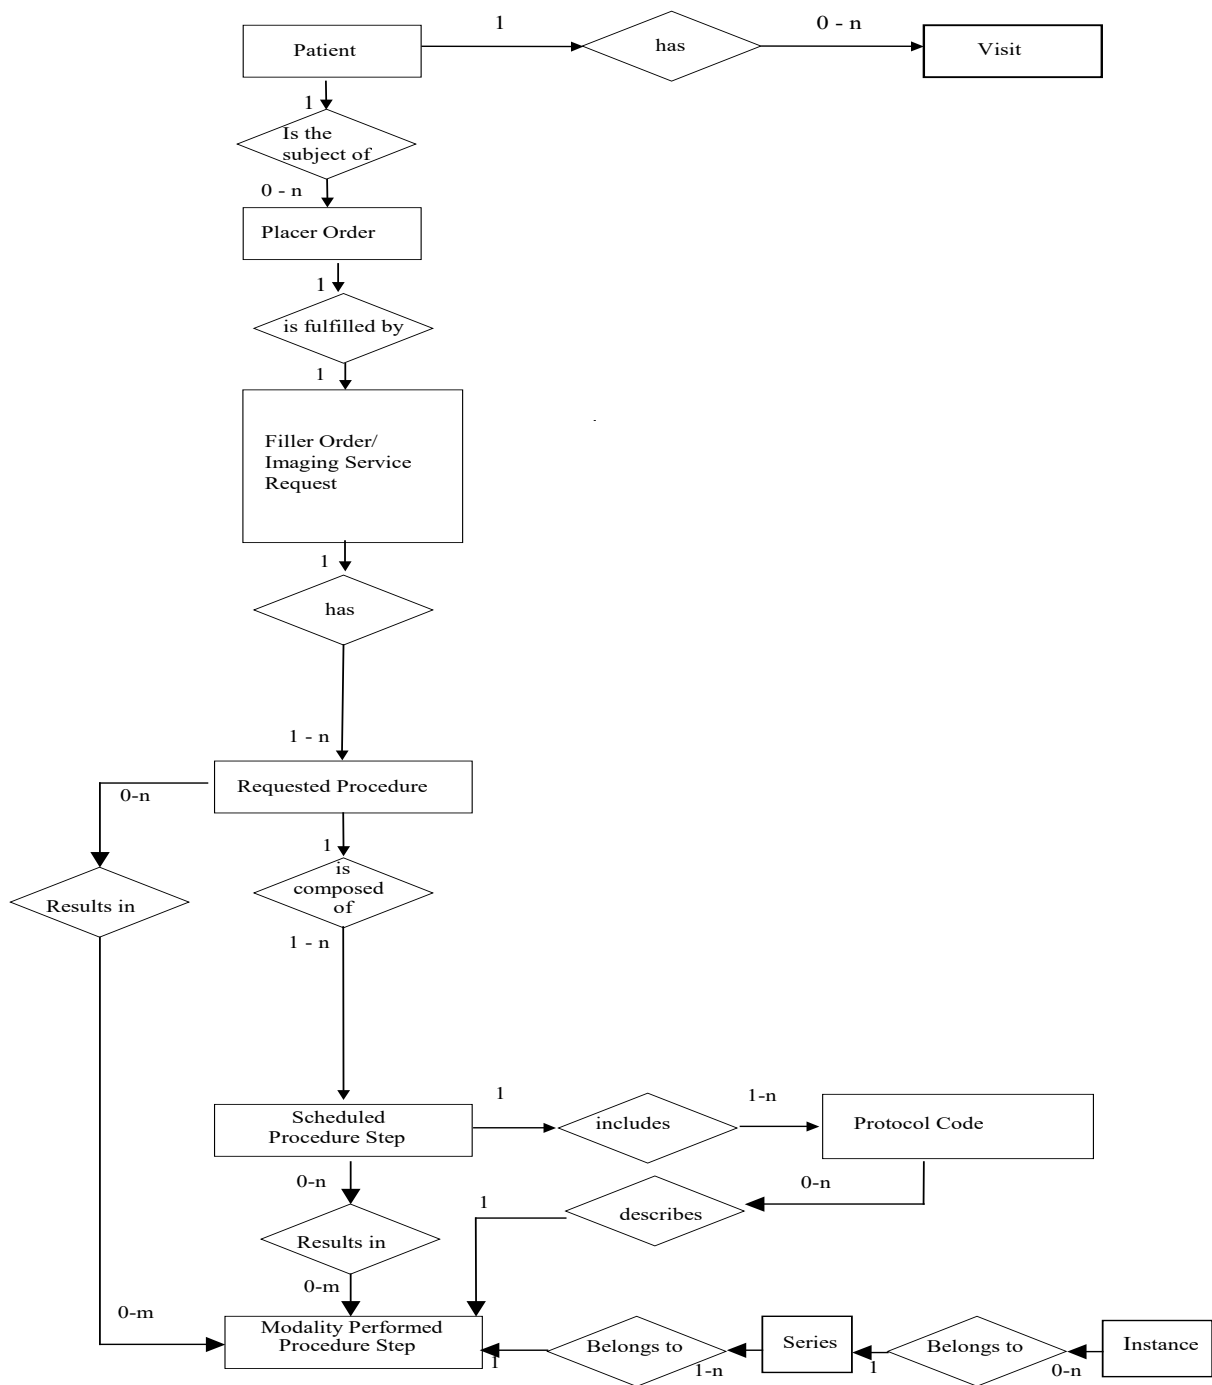 1
0 - n
Patient
has
Visit
1
Is the
subject of
0 - n
Placer Order
1
is fulfilled by
1
Filler Order/
Imaging Service
Request
1
has
1 - n
Requested Procedure
0-n
1
is
composed
of
Results in
1 - n
1
1-n
Scheduled
Procedure Step
includes
Protocol Code
0-n
0-n
1
describes
Results in
0-m
0-m
Modality Performed
Procedure Step
1
Belongs to
1-n
Series
1
Belongs to
0-n
Instance